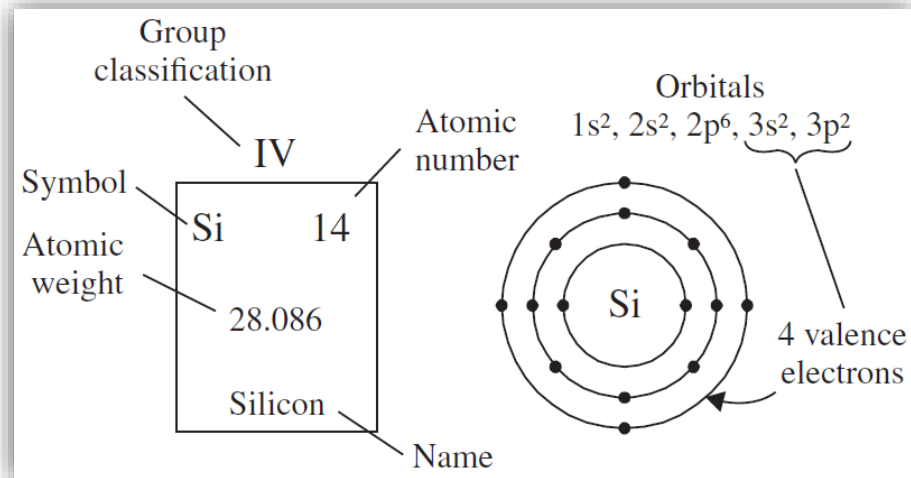 Group
classification
IV
Symbol
Atomic
number
Si 14
Atomic
weight
28.086
Silicon
Name
Orbitals
1s², 2s², 2p⁶, 3s², 3p²
Si
4 valence
electrons